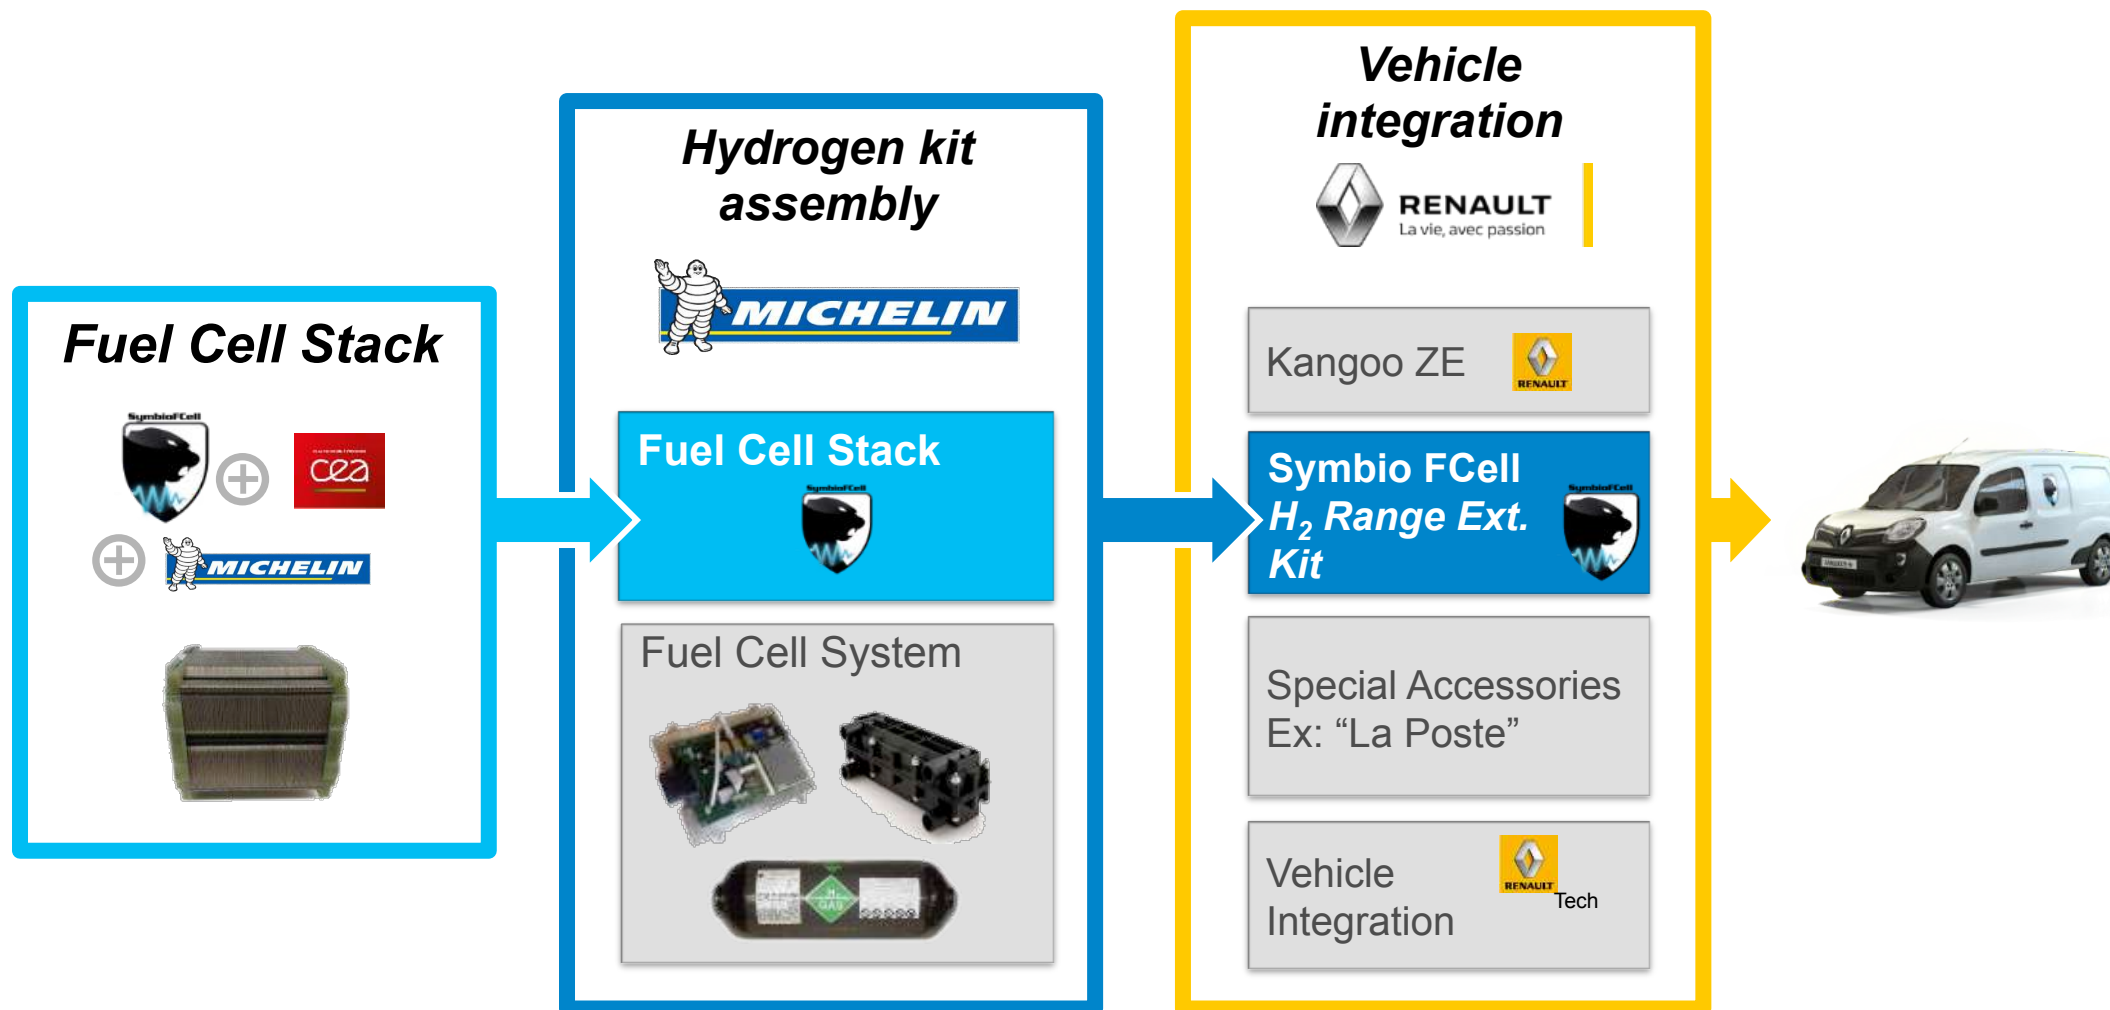 Fuel Cell Stack
SymbioFCell
cea
MICHELIN
Hydrogen kit
assembly
MICHELIN
Fuel Cell Stack
SymbioFCell
Fuel Cell System
H₂
GAS
Vehicle
integration
RENAULT
La vie, avec passion
Kangoo ZE
RENAULT
Symbio FCell
H₂ Range Ext.
Kit
SymbioFCell
Special Accessories
Ex: “La Poste”
Vehicle
Integration
RENAULT
Tech